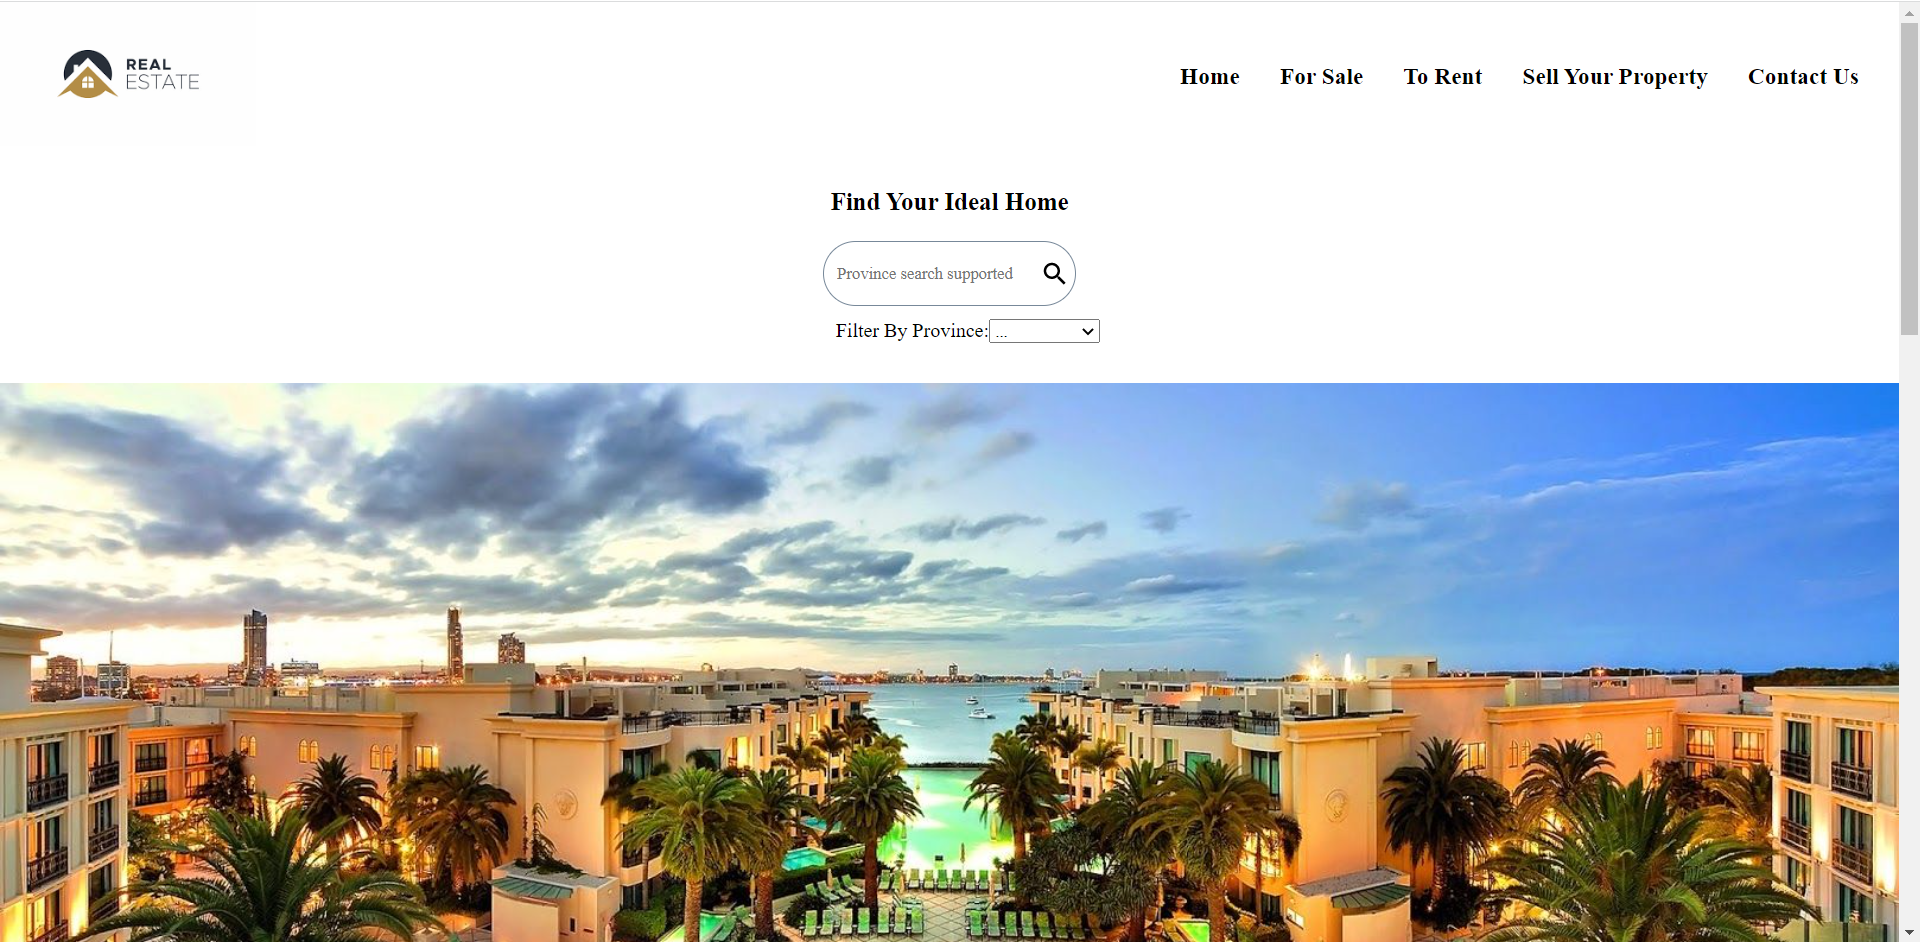 REAL
ESTATE
Home For Sale To Rent Sell Your Property Contact Us
Find Your Ideal Home
Province search supported
Filter By Province: ...